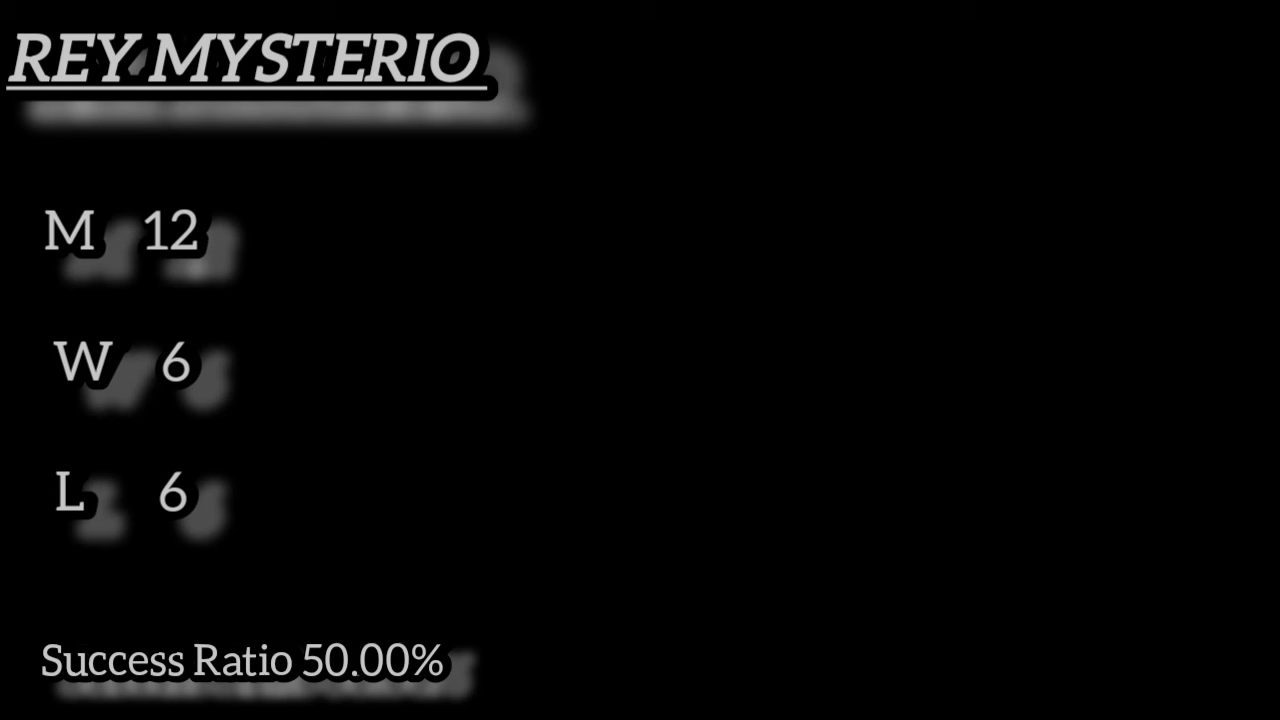 REY MYSTERIO
M 12
W 6
L 6
Success Ratio 50.00%